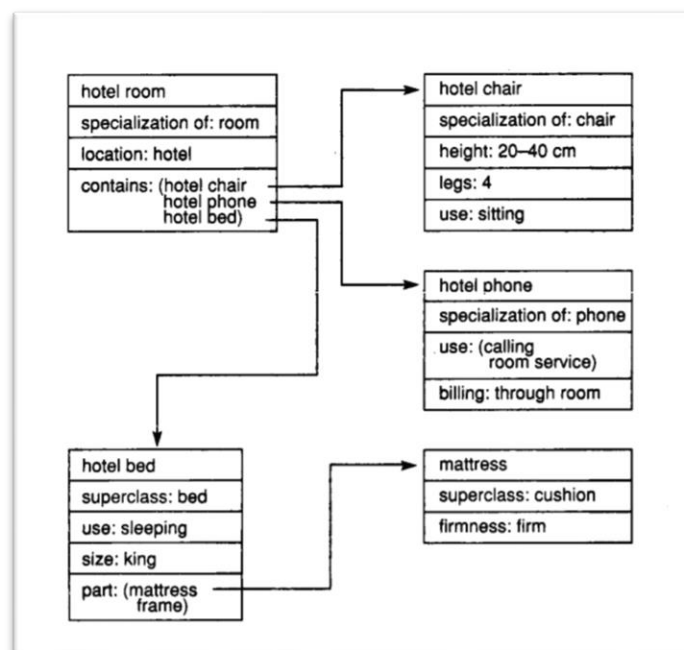 hotel room
specialization of: room
location: hotel
contains: (hotel chair
hotel phone
hotel bed)
hotel chair
specialization of: chair
height: 20–40 cm
legs: 4
use: sitting
hotel phone
specialization of: phone
use: (calling
room service)
billing: through room
hotel bed
superclass: bed
use: sleeping
size: king
part: (mattress
frame)
mattress
superclass: cushion
firmness: firm